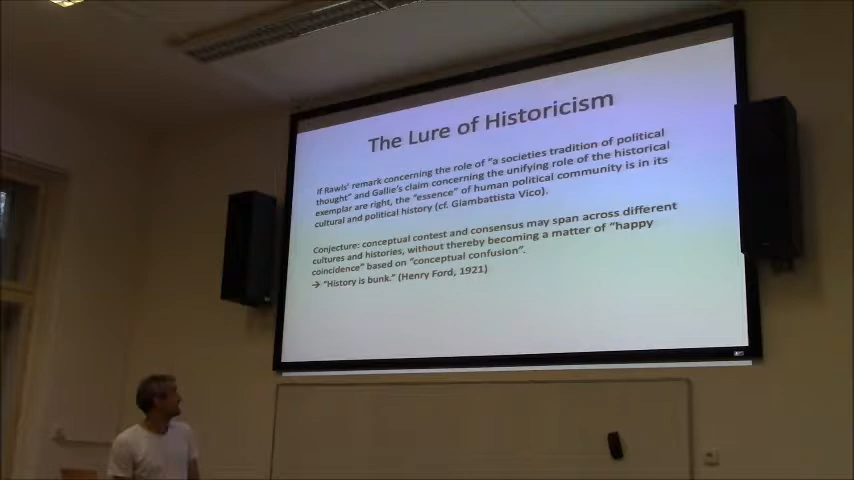 The Lure of Historicism
If Rawls' remark concerning the role of "a societies tradition of political
thought" and Gallie's claim concerning the unifying role of the historical
exemplar are right, the "essence" of human political community is in its
cultural and political history (cf. Giambattista Vico).
Conjecture: conceptual contest and consensus may span across different
cultures and histories, without thereby becoming a matter of "happy
coincidence" based on "conceptual confusion".
→ "History is bunk." (Henry Ford, 1921)